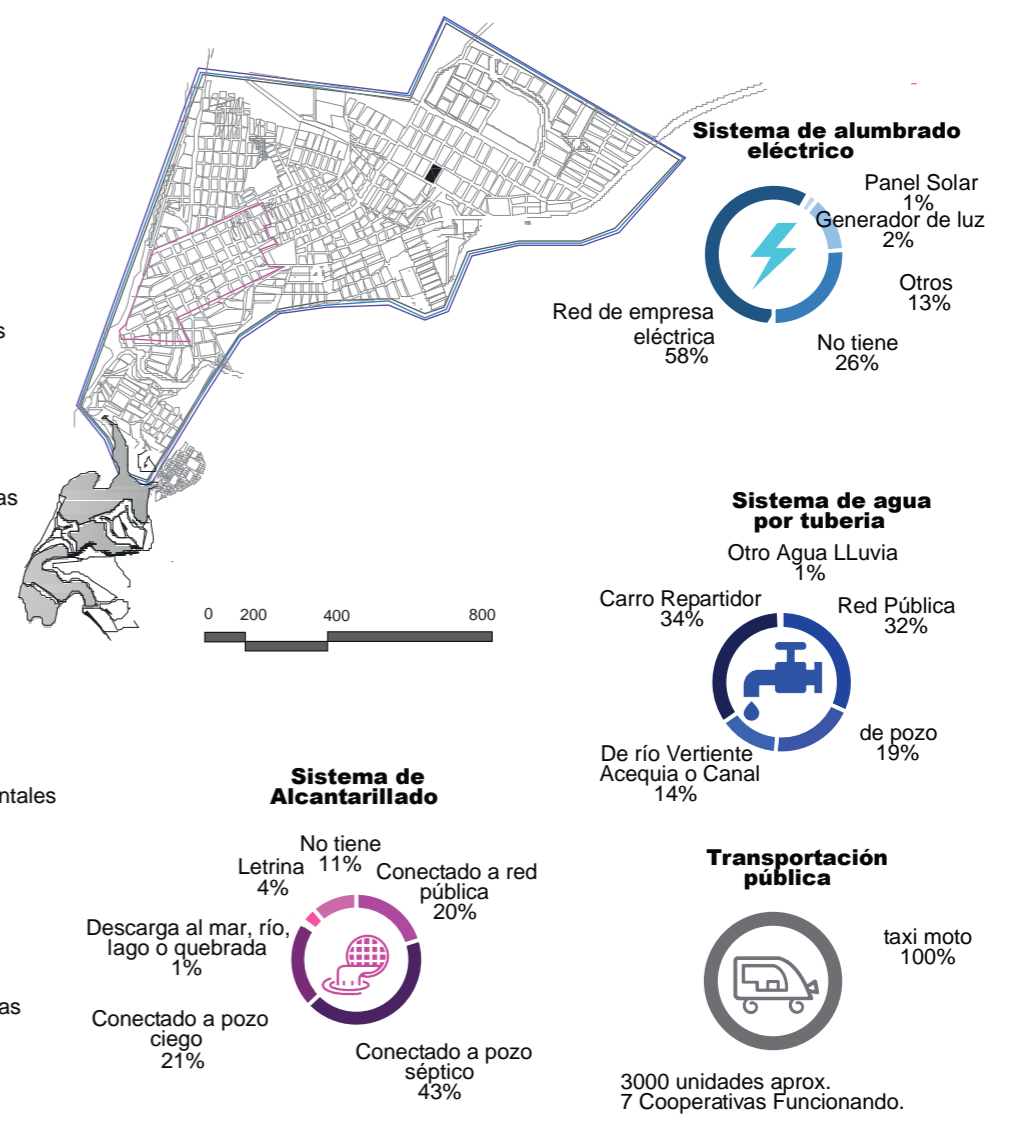 Sistema de alumbrado
eléctrico
Panel Solar
1%
Generador de luz
2%
Otros
13%
No tiene
26%
Red de empresa
eléctrica
58%
s
as
0 200 400 800
Sistema de agua
por tuberia
Otro Agua LLuvia
1%
Carro Repartidor
34%
Red Pública
32%
de pozo
19%
De río Vertiente
Acequia o Canal
14%
ntales
Sistema de
Alcantarillado
No tiene
11%
Letrina
4%
Conectado a red
pública
20%
Descarga al mar, río,
lago o quebrada
1%
Conectado a pozo
ciego
21%
Conectado a pozo
séptico
43%
as
Transportación
pública
taxi moto
100%
3000 unidades aprox.
7 Cooperativas Funcionando.